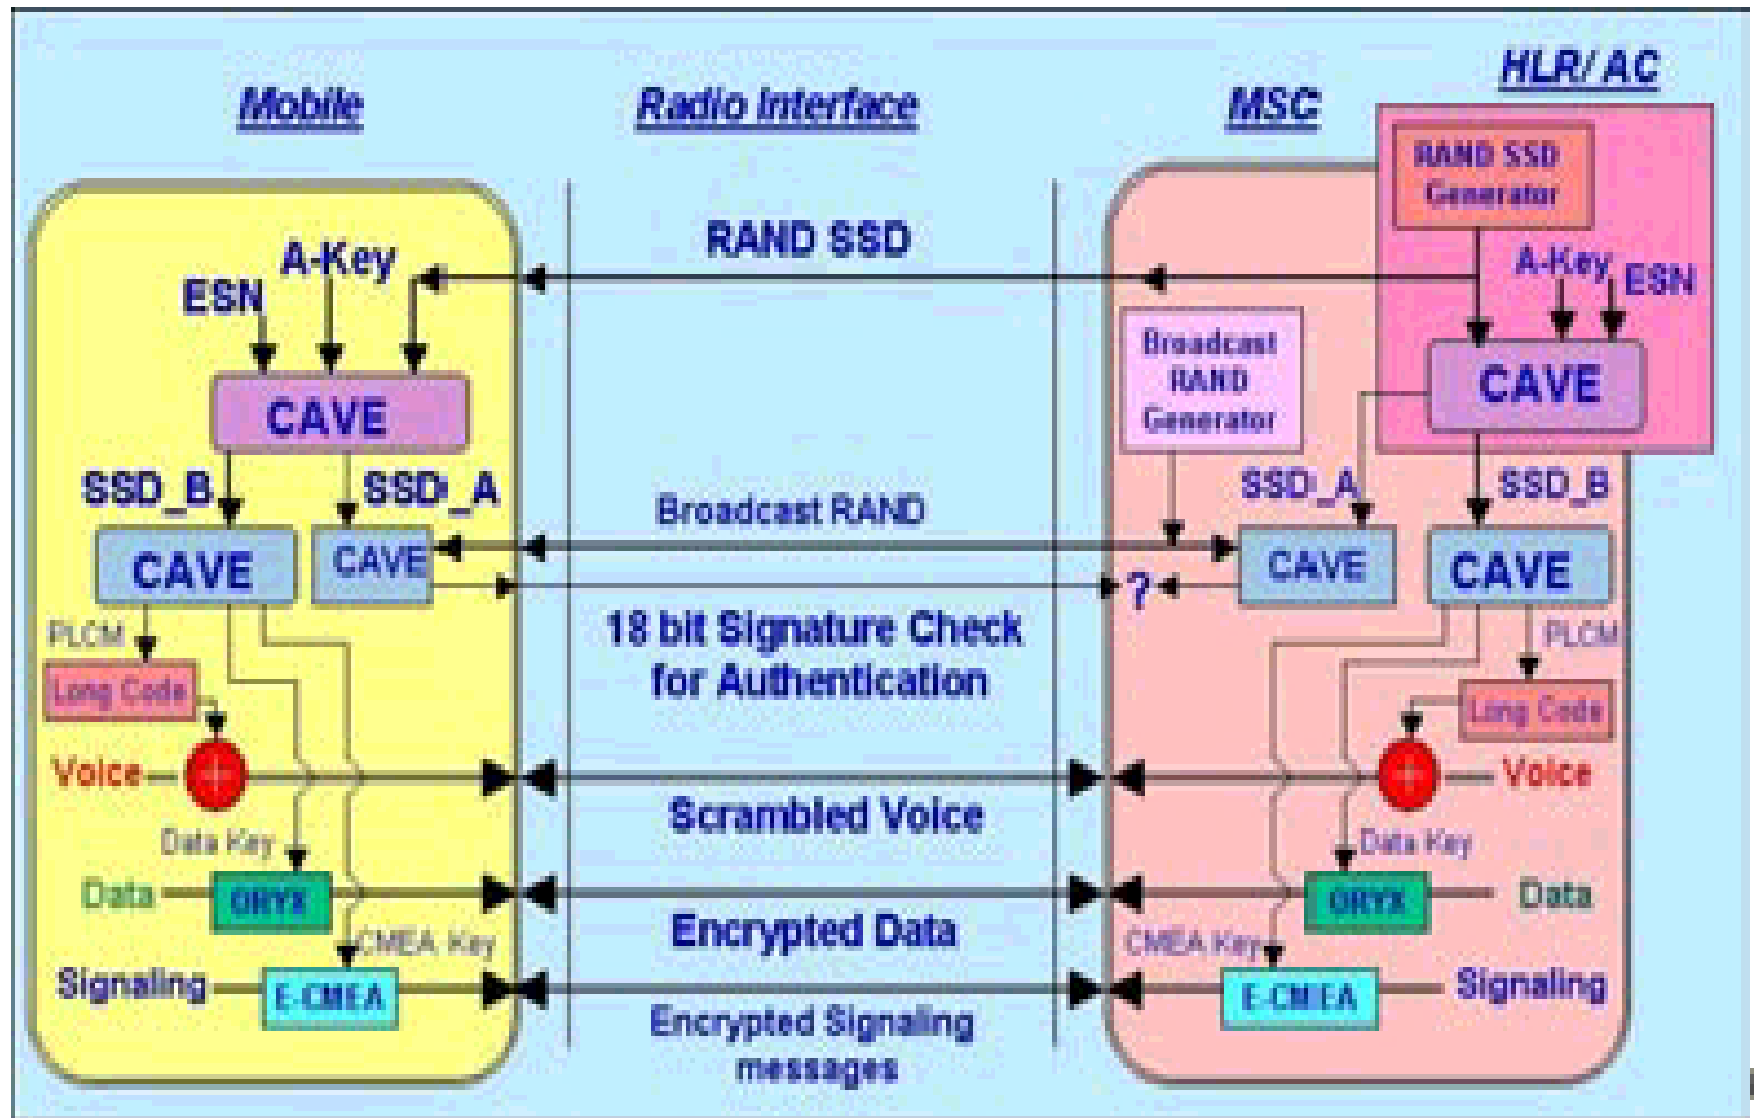 Mobile
Radio Interface
MSC
HLR/ AC
RAND SSD
Generator
RAND SSD
A-Key
ESN
A-Key
ESN
Broadcast
RAND
Generator
CAVE
CAVE
SSD_B
SSD_A
Broadcast RAND
SSD_A
SSD_B
CAVE
CAVE
CAVE
CAVE
?
18 bit Signature Check
for Authentication
PLCM
PLCM
Long Code
Long Code
Voice
+
+
Voice
Scrambled Voice
Data Key
Data Key
Data
ORYX
ORYX
Data
Encrypted Data
CMEA Key
CMEA Key
Signaling
E-CMEA
E-CMEA
Signaling
Encrypted Signaling
messages